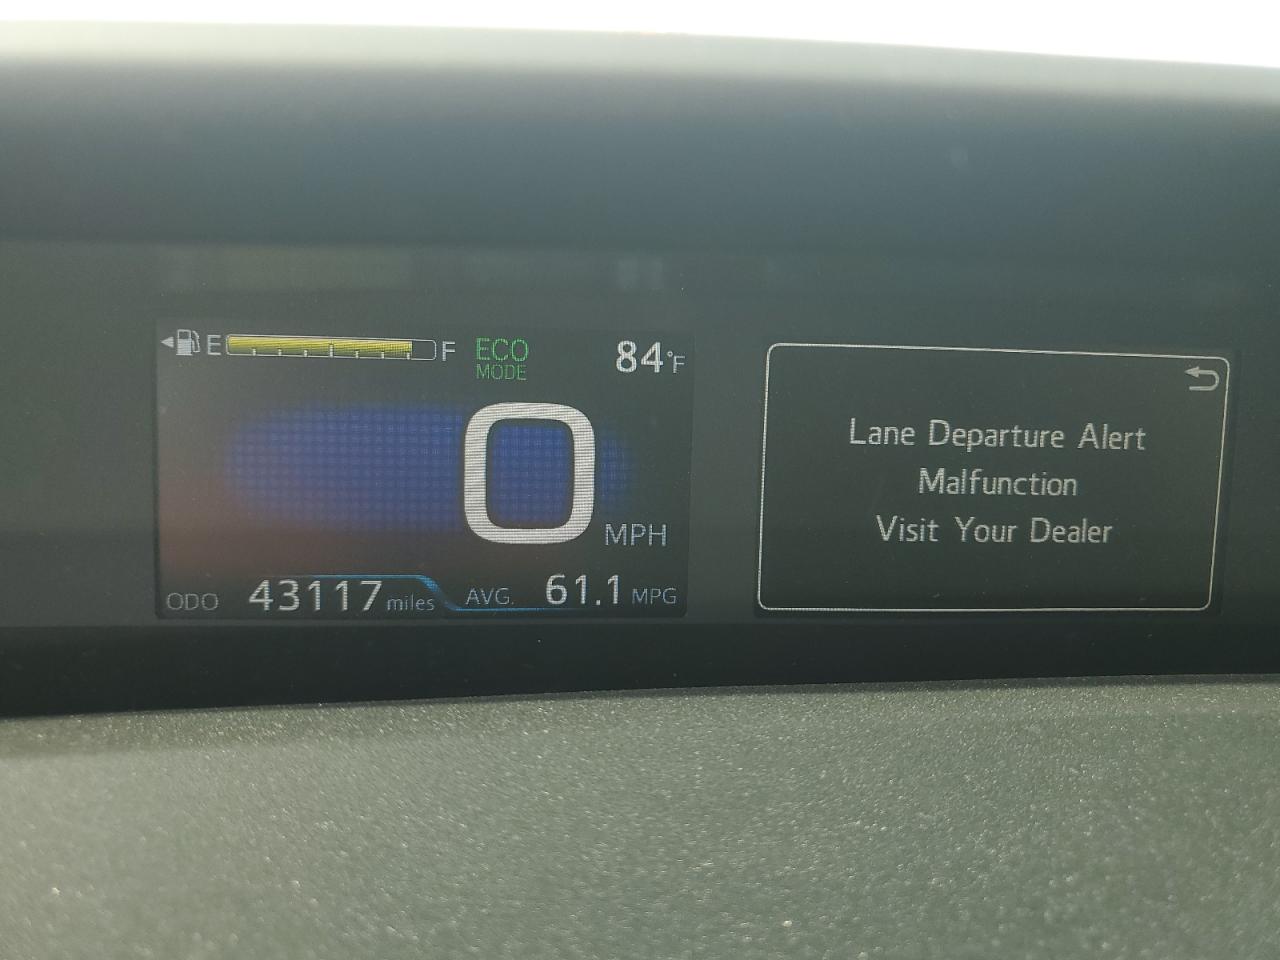 E F ECO 84°F
MODE
0 MPH
ODO 43117 miles AVG. 61.1 MPG
Lane Departure Alert
Malfunction
Visit Your Dealer